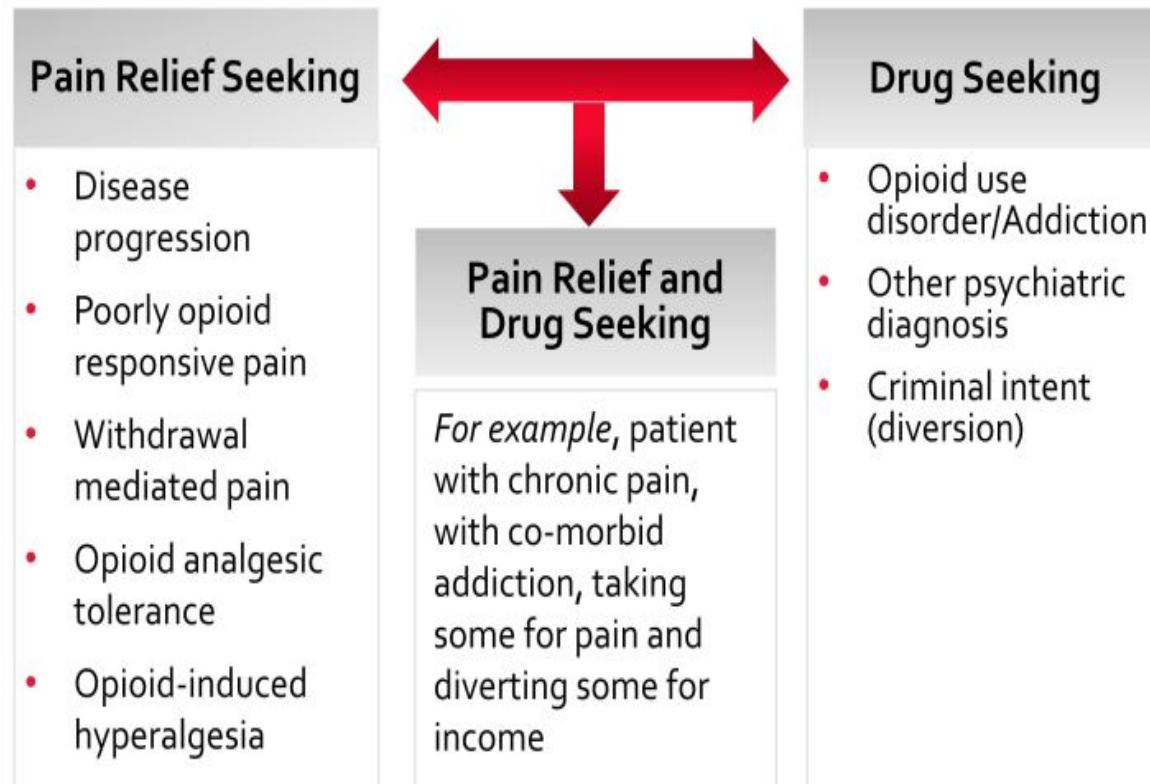 Pain Relief Seeking
• Disease
progression
• Poorly opioid
responsive pain
• Withdrawal
mediated pain
• Opioid analgesic
tolerance
• Opioid-induced
hyperalgesia
Pain Relief and
Drug Seeking
For example, patient
with chronic pain,
with co-morbid
addiction, taking
some for pain and
diverting some for
income
Drug Seeking
• Opioid use
disorder/Addiction
• Other psychiatric
diagnosis
• Criminal intent
(diversion)